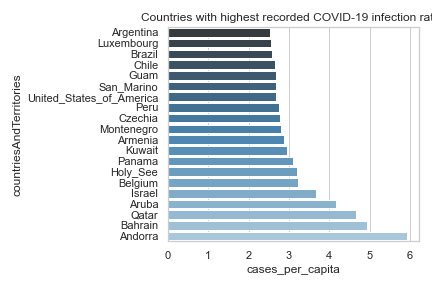 Countries with highest recorded COVID-19 infection rat
Argentina
Luxembourg
Brazil
Chile
Guam
San_Marino
United_States_of_America
Peru
Czechia
Montenegro
Armenia
Kuwait
Panama
Holy_See
Belgium
Israel
Aruba
Qatar
Bahrain
Andorra
countriesAndTerritories
0 1 2 3 4 5 6
cases_per_capita